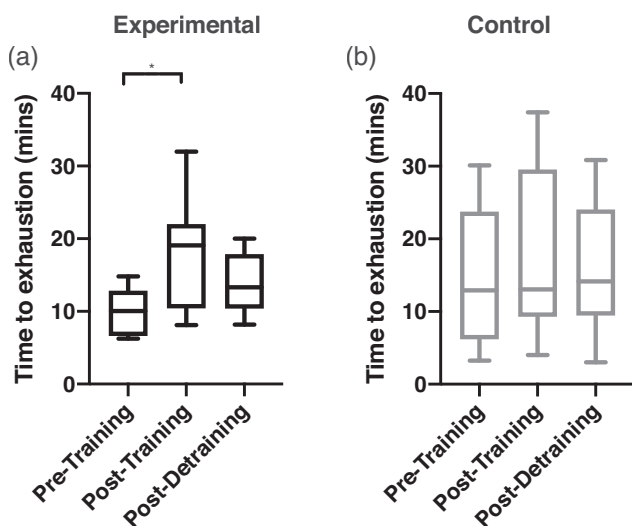 Experimental
Control
(a)
(b)
*
Time to exhaustion (mins)
40
30
20
10
0
Pre-Training
Post-Training
Post-Detraining
Time to exhaustion (mins)
40
30
20
10
0
Pre-Training
Post-Training
Post-Detraining